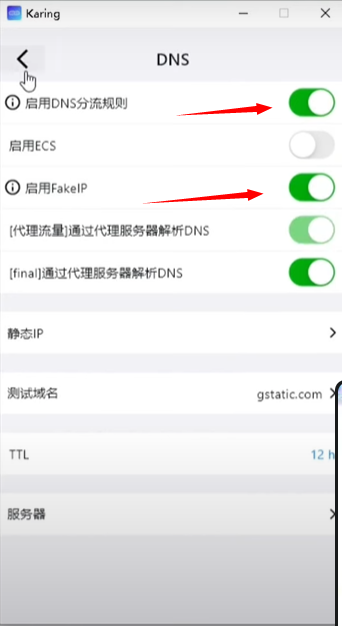 Karing
DNS
启用DNS分流规则
启用ECS
启用FakeIP
[代理流量]通过代理服务器解析DNS
[final]通过代理服务器解析DNS
静态IP
测试域名 gstatic.com
TTL 12 h
服务器